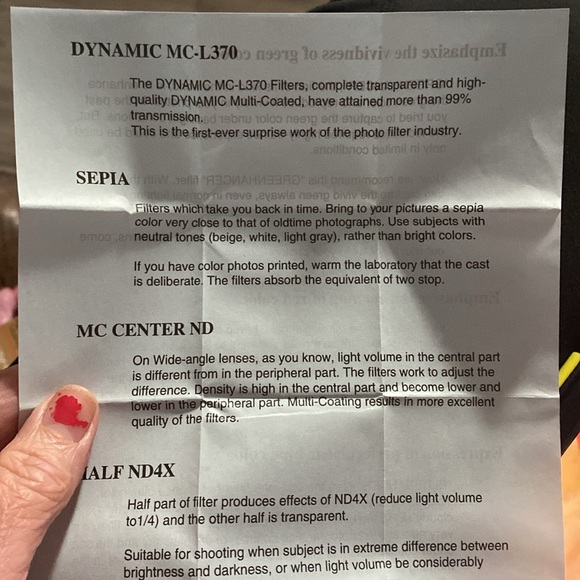 DYNAMIC MC-L370
The DYNAMIC MC-L370 Filters, complete transparent and high-
quality DYNAMIC Multi-Coated, have attained more than 99%
transmission.
This is the first-ever surprise work of the photo filter industry.
SEPIA
Filters which take you back in time. Bring to your pictures a sepia
color very close to that of oldtime photographs. Use subjects with
neutral tones (beige, white, light gray), rather than bright colors.
If you have color photos printed, warm the laboratory that the cast
is deliberate. The filters absorb the equivalent of two stop.
MC CENTER ND
On Wide-angle lenses, as you know, light volume in the central part
is different from in the peripheral part. The filters work to adjust the
difference. Density is high in the central part and become lower and
lower in the peripheral part. Multi-Coating results in more excellent
quality of the filters.
HALF ND4X
Half part of filter produces effects of ND4X (reduce light volume
to1/4) and the other half is transparent.
Suitable for shooting when subject is in extreme difference between
brightness and darkness, or when light volume be considerably